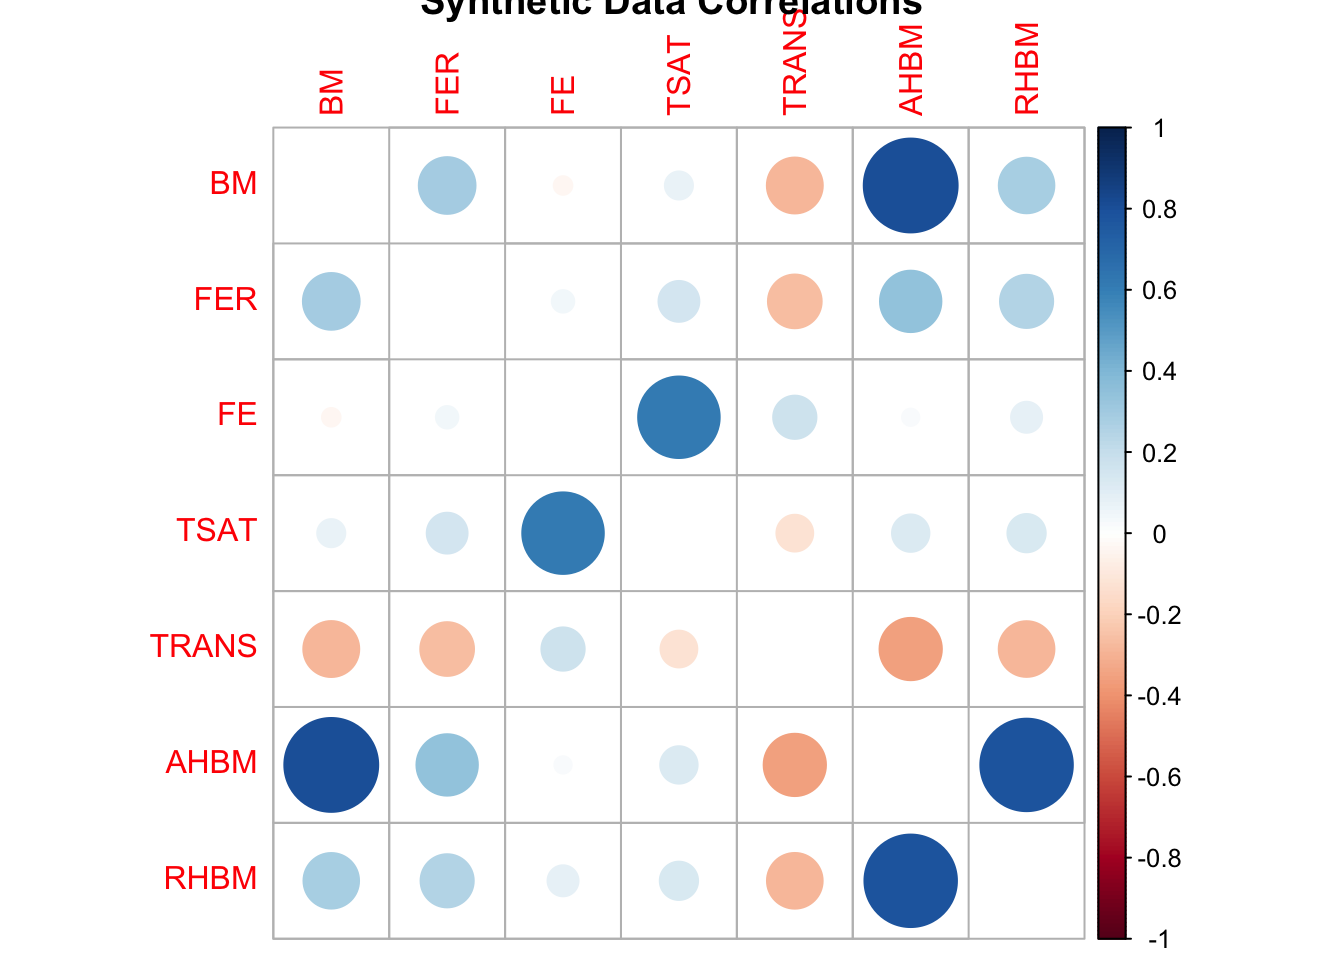 Synthetic Data Correlations
BM FER FE TSAT TRANS AHBM RHBM
BM
FER
FE
TSAT
TRANS
AHBM
RHBM
1
0.8
0.6
0.4
0.2
0
-0.2
-0.4
-0.6
-0.8
-1